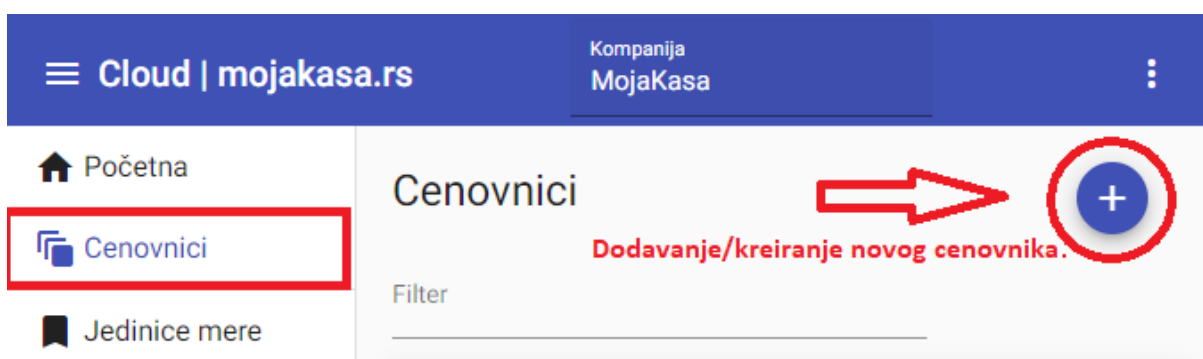 Cloud | mojakasa.rs
Kompanija
MojaKasa
Početna
Cenovnici
Jedinice mere
Cenovnici
Dodavanje/kreiranje novog cenovnika.
Filter